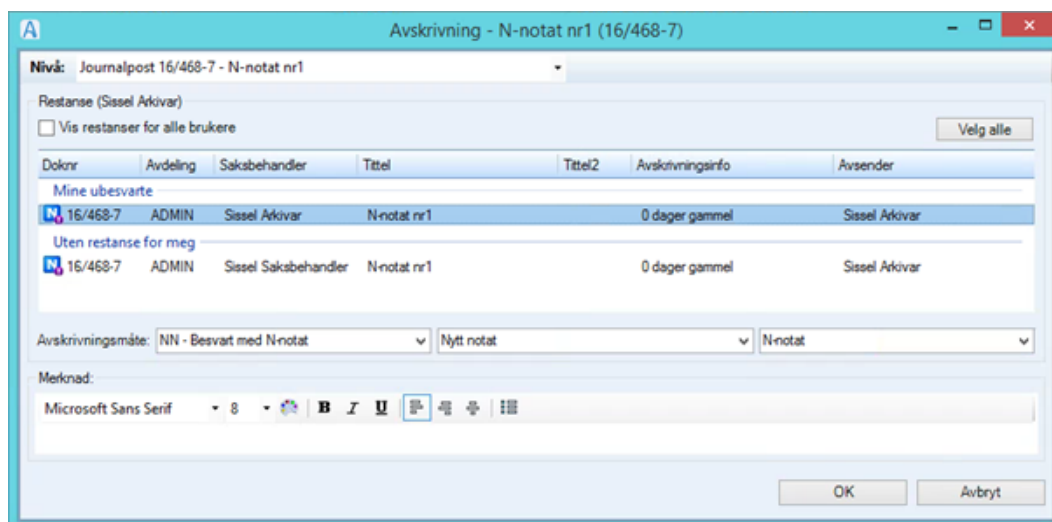 Avskrivning - N-notat nr1 (16/468-7)
Nivå: Journalpost 16/468-7 - N-notat nr1
Restanse (Sissel Arkivar)
Vis restanser for alle brukere
Velg alle
Doknr Avdeling Saksbehandler Tittel Tittel2 Avskrivningsinfo Avsender
Mine ubesvarte
16/468-7 ADMIN Sissel Arkivar N-notat nr1 0 dager gammel Sissel Arkivar
Uten restanse for meg
16/468-7 ADMIN Sissel Saksbehandler N-notat nr1 0 dager gammel Sissel Arkivar
Avskrivningsmåte: NN - Besvart med N-notat Nytt notat N-notat
Merknad:
Microsoft Sans Serif 8 B I U
OK Avbryt